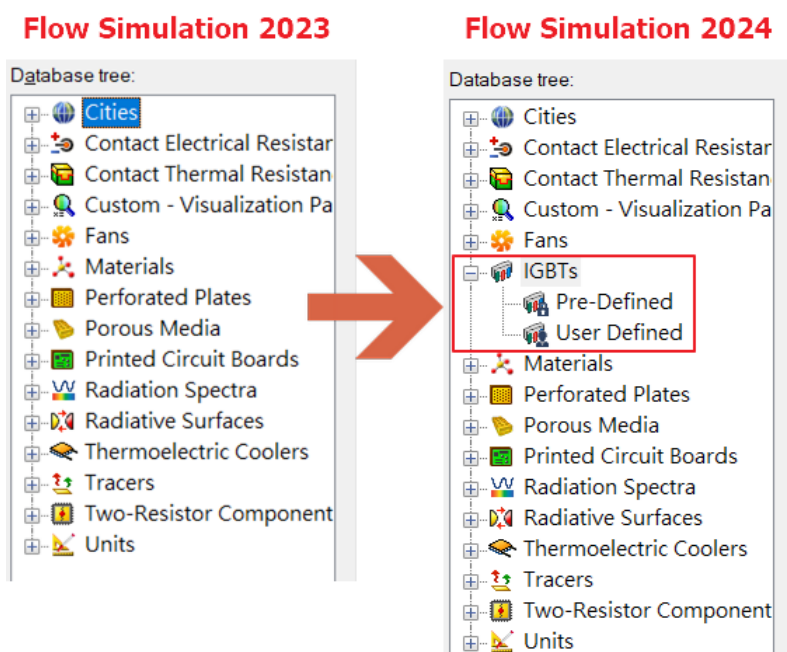 Flow Simulation 2023
Database tree:
Cities
Contact Electrical Resistar
Contact Thermal Resistan
Custom - Visualization Pa
Fans
Materials
Perforated Plates
Porous Media
Printed Circuit Boards
Radiation Spectra
Radiative Surfaces
Thermoelectric Coolers
Tracers
Two-Resistor Component
Units
Flow Simulation 2024
Database tree:
Cities
Contact Electrical Resistar
Contact Thermal Resistan
Custom - Visualization Pa
Fans
IGBTs
Pre-Defined
User Defined
Materials
Perforated Plates
Porous Media
Printed Circuit Boards
Radiation Spectra
Radiative Surfaces
Thermoelectric Coolers
Tracers
Two-Resistor Component
Units